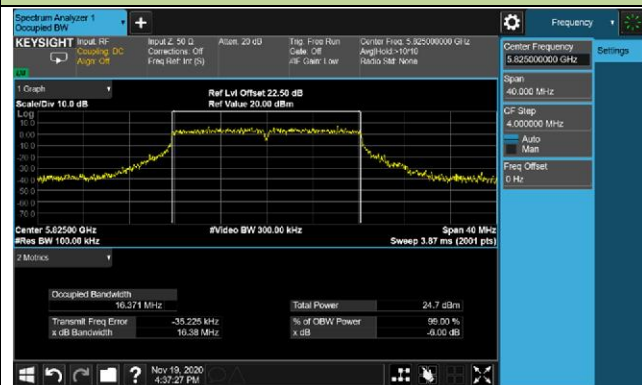 Spectrum Analyzer 1
Occupied BW
Frequency
KEYSIGHT
Input: RF
Coupling: DC
Align: Off
Input Z: 50 Ω
Corrections: Off
Freq Ref: Int (S)
Atten: 20 dB
Trig: Free Run
Gate: Off
#IF Gain: Low
Center Freq: 5.825000000 GHz
Avg|Hold:>10/10
Radio Std: None
Center Frequency
5.825000000 GHz
Settings
Span
40.000 MHz
CF Step
4.000000 MHz
Auto
Man
Freq Offset
0 Hz
1 Graph
Scale/Div 10.0 dB
Ref Lvl Offset 22.50 dB
Ref Value 20.00 dBm
Log
10.0
0.00
-10.0
-20.0
-30.0
-40.0
-50.0
-60.0
-70.0
Center 5.82500 GHz
#Res BW 100.00 kHz
#Video BW 300.00 kHz
Span 40 MHz
Sweep 3.87 ms (2001 pts)
2 Metrics
Occupied Bandwidth
16.371 MHz
Total Power
24.7 dBm
Transmit Freq Error
-35.225 kHz
% of OBW Power
99.00 %
x dB Bandwidth
16.38 MHz
x dB
-6.00 dB
Nov 19, 2020
4:37:27 PM